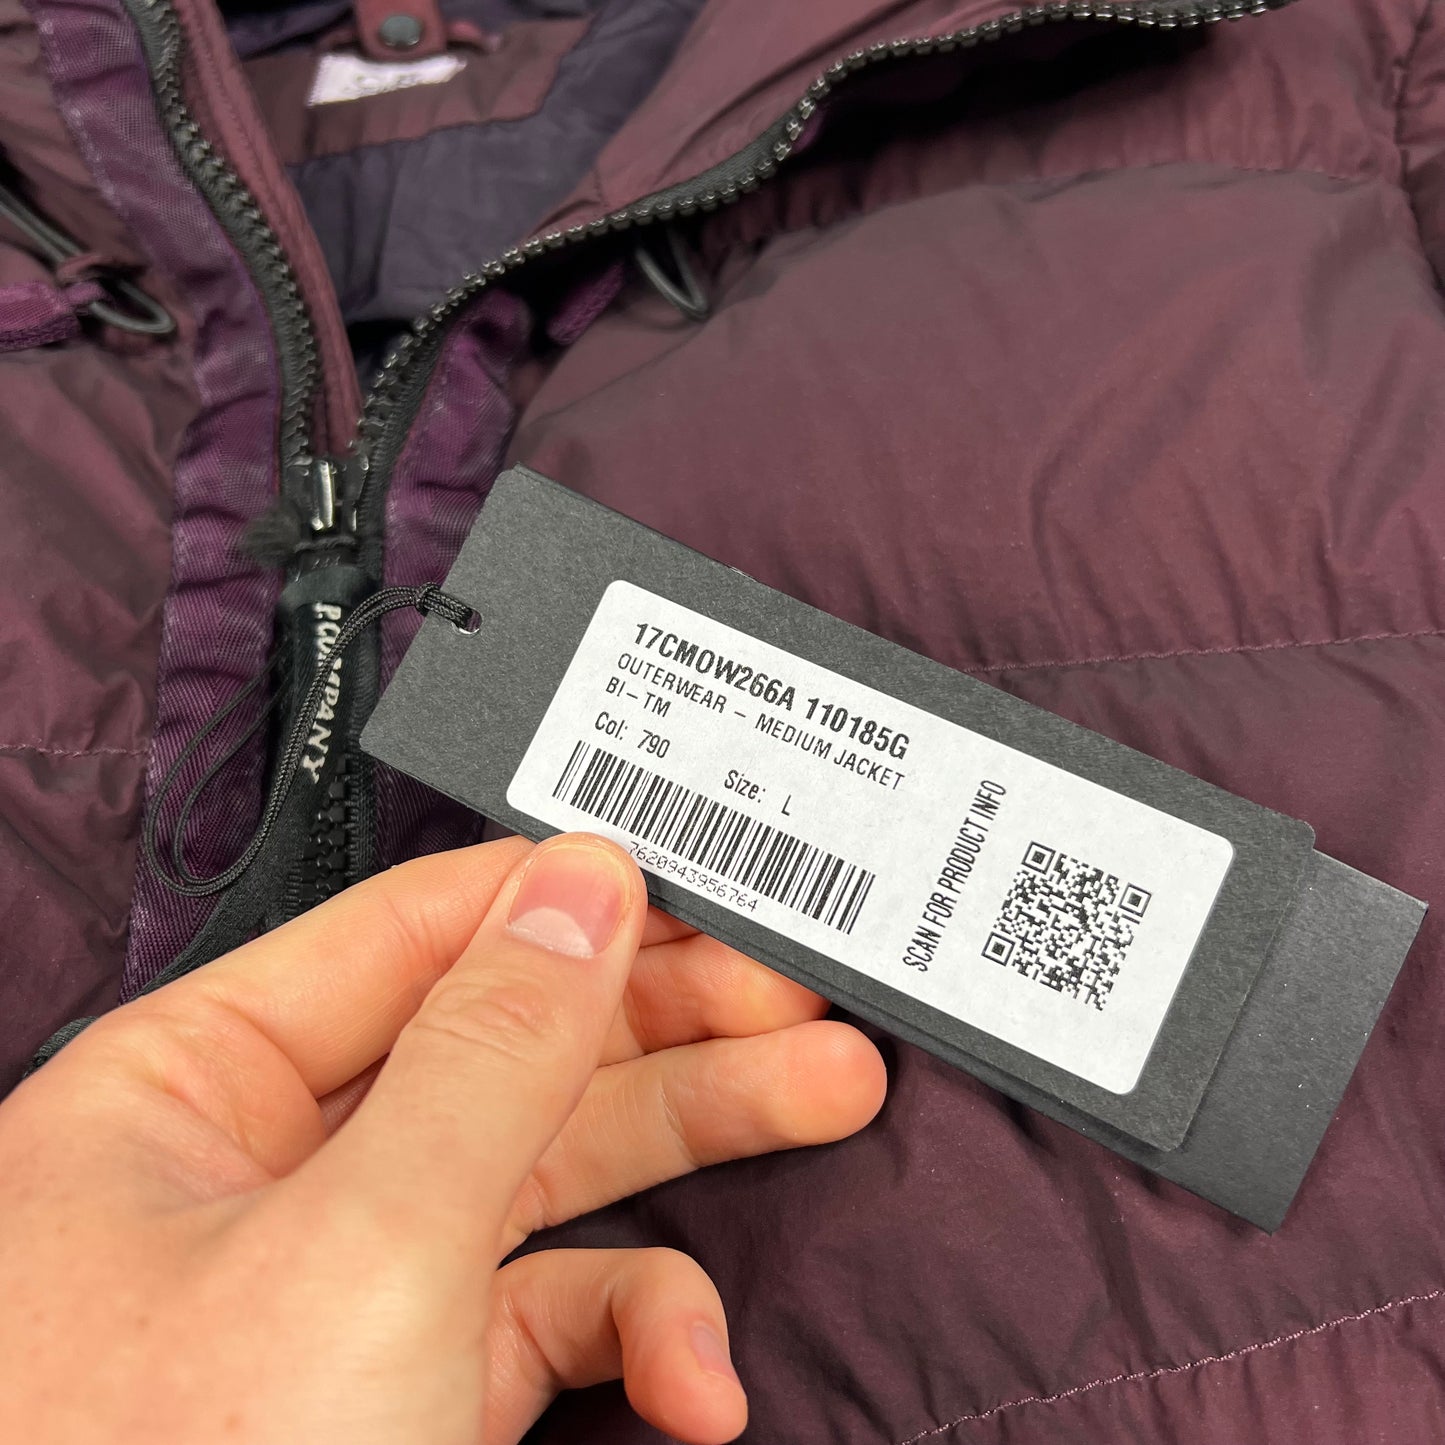 P.COMPANY
17CMOW266A 110185G
OUTERWEAR – MEDIUM JACKET
BI–TM
Col: 790 Size: L
7620943956764
SCAN FOR PRODUCT INFO